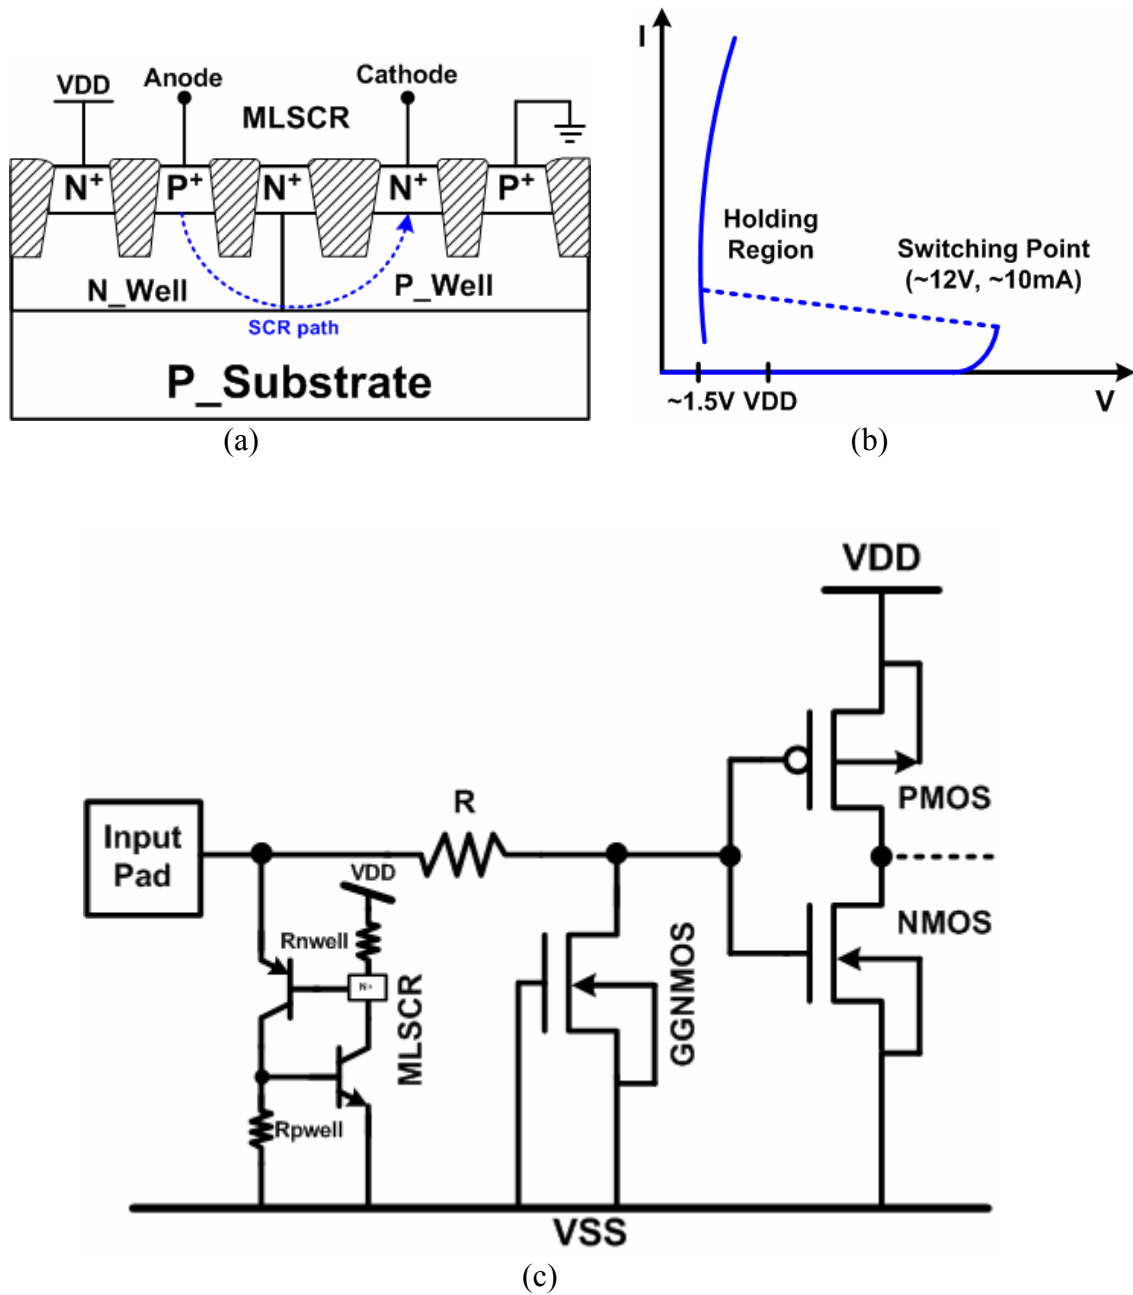 VDD
Anode
Cathode
MLSCR
N+ P+ N+ N+ P+
N_Well
P_Well
SCR path
P_Substrate
(a)
I
Holding
Region
Switching Point
(~12V, ~10mA)
~1.5V VDD
V
(b)
VDD
Input
Pad
R
VDD
Rnwell
N+
MLSCR
Rpwell
GGNMOS
PMOS
NMOS
VSS
(c)